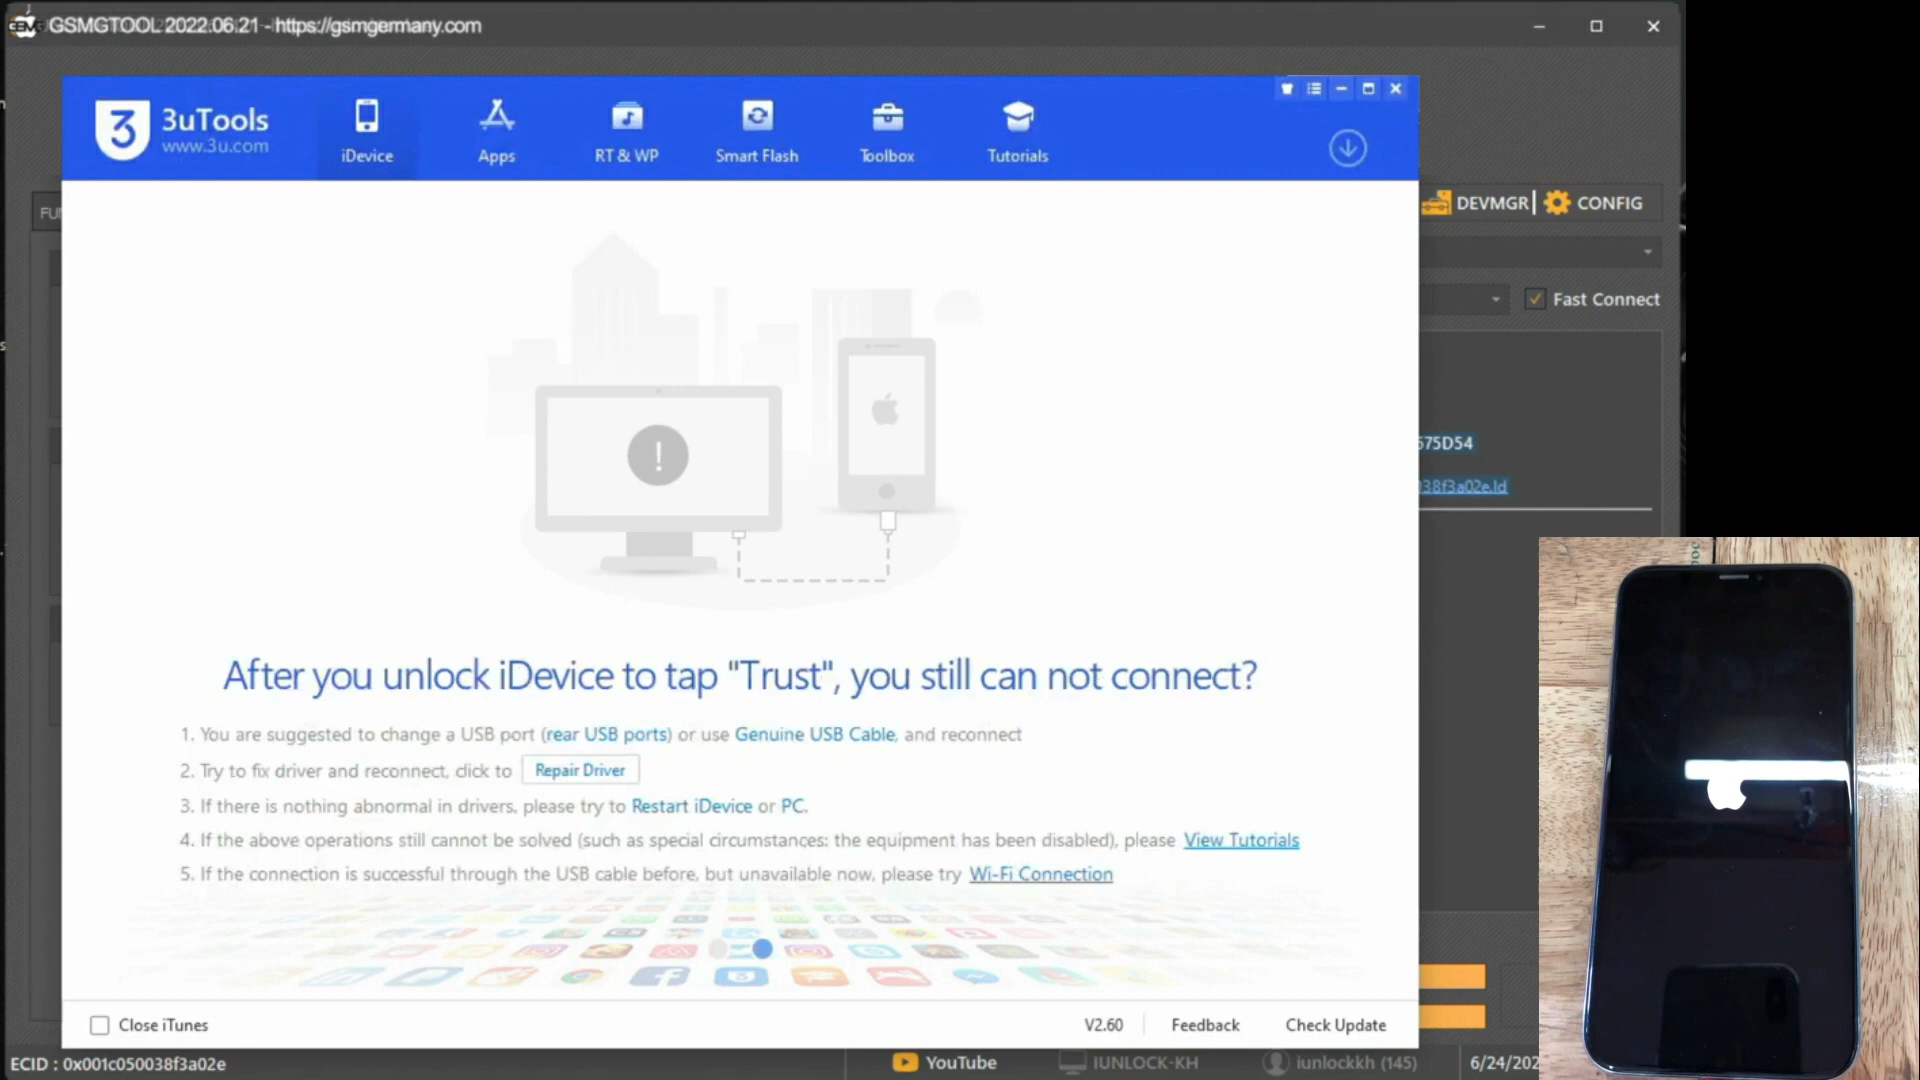 GSMGTOOL 2022.06.21 - https://gsmgermany.com
3uTools
www.3u.com
iDevice
Apps
RT & WP
Smart Flash
Toolbox
Tutorials
DEVMGR
CONFIG
Fast Connect
675D54
038f3a02e.ld
After you unlock iDevice to tap "Trust", you still can not connect?
1. You are suggested to change a USB port (rear USB ports) or use Genuine USB Cable, and reconnect
2. Try to fix driver and reconnect, click to Repair Driver
3. If there is nothing abnormal in drivers, please try to Restart iDevice or PC.
4. If the above operations still cannot be solved (such as special circumstances: the equipment has been disabled), please View Tutorials
5. If the connection is successful through the USB cable before, but unavailable now, please try Wi-Fi Connection
Close iTunes
V2.60
Feedback
Check Update
ECID : 0x001c050038f3a02e
YouTube
IUNLOCK-KH
iunlockkh (145)
6/24/202